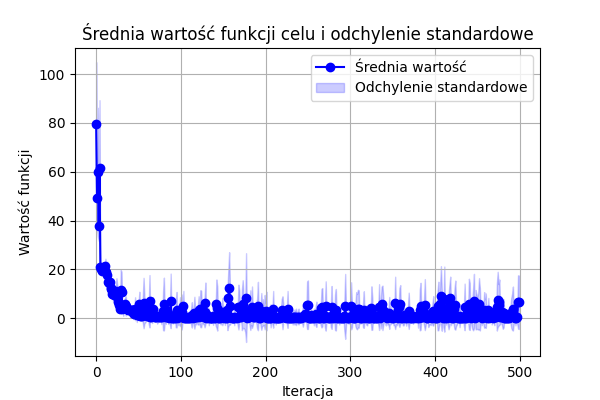 Średnia wartość funkcji celu i odchylenie standardowe
Średnia wartość
Odchylenie standardowe
Wartość funkcji
100
80
60
40
20
0
0 100 200 300 400 500
Iteracja